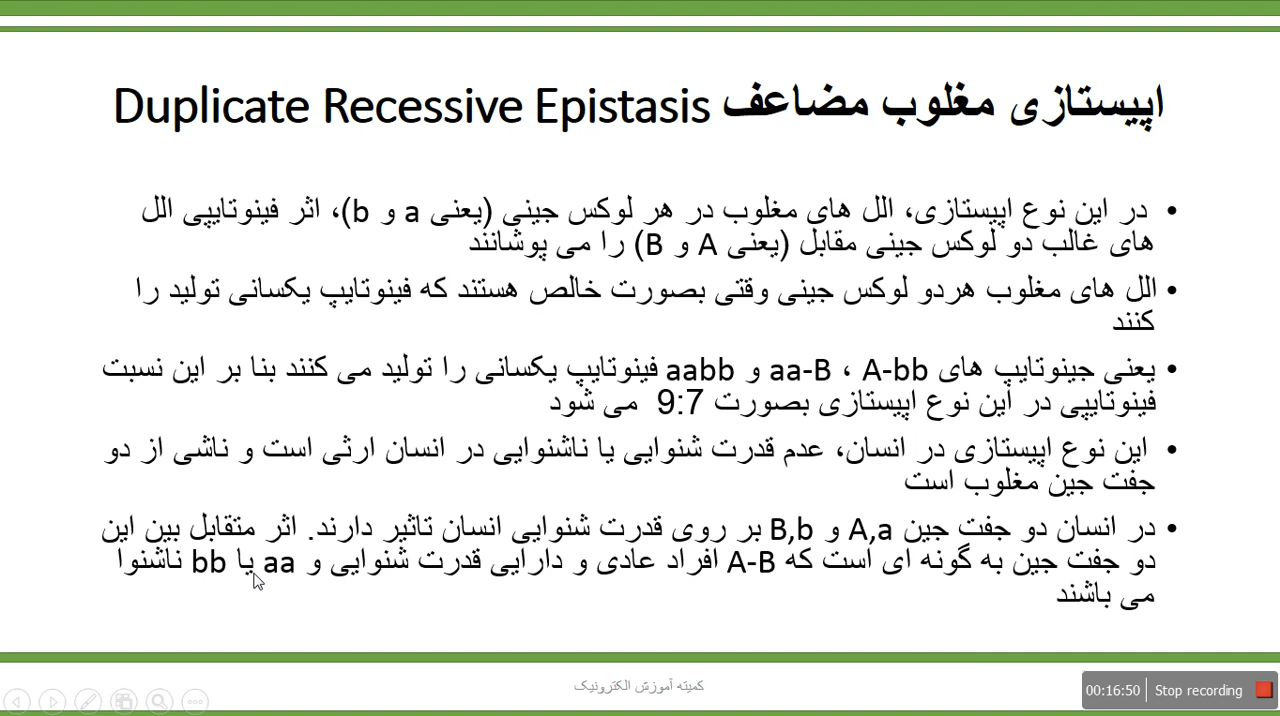 اپیستازی مغلوب مضاعف Duplicate Recessive Epistasis
• در این نوع اپیستازی، الل های مغلوب در هر لوکس جینی (یعنی a و b)، اثر فینوتایپی الل
های غالب دو لوکس جینی مقابل (یعنی A و B) را می پوشانند
• الل های مغلوب هردو لوکس جینی وقتی بصورت خالص هستند که فینوتایپ یکسانی تولید را
کنند
• یعنی جینوتایپ های A-bb ، aa-B و aabb فینوتایپ یکسانی را تولید می کنند بنا بر این نسبت
فینوتایپی در این نوع اپیستازی بصورت 9:7 می شود
• این نوع اپیستازی در انسان، عدم قدرت شنوایی یا ناشنوایی در انسان ارثی است و ناشی از دو
جفت جین مغلوب است
• در انسان دو جفت جین A,a و B,b بر روی قدرت شنوایی انسان تاثیر دارند. اثر متقابل بین این
دو جفت جین به گونه ای است که A-B افراد عادی و دارایی قدرت شنوایی و aa یا bb ناشنوا
می باشند
کمیته آموزش الکترونیک
00:16:50 Stop recording